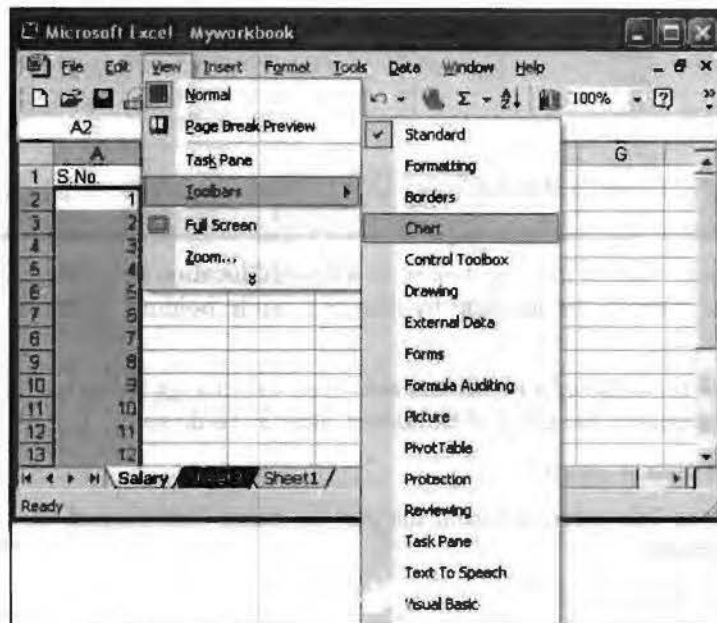 Microsoft Excel Myworkbook
File Edit View Insert Format Tools Data Window Help
100%
A2
Normal
Page Break Preview
Task Pane
Toolbars
Full Screen
Zoom...
Standard
Formatting
Borders
Chart
Control Toolbox
Drawing
External Data
Forms
Formula Auditing
Picture
PivotTable
Protection
Reviewing
Task Pane
Text To Speech
Visual Basic
A G
1 S.No.
2 1
3 2
4 3
5 4
6 5
7 6
8 7
9 8
10 9
11 10
12 11
13 12
Salary Sheet1
Ready